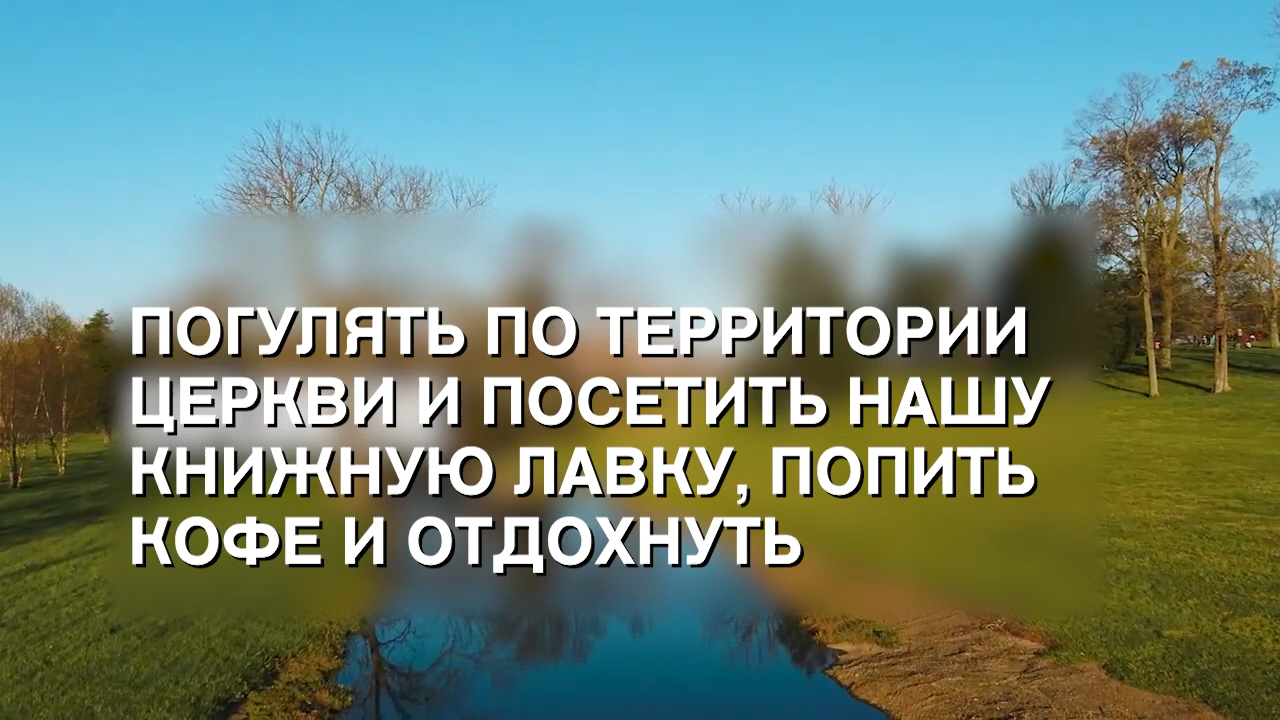 ПОГУЛЯТЬ ПО ТЕРРИТОРИИ
ЦЕРКВИ И ПОСЕТИТЬ НАШУ
КНИЖНУЮ ЛАВКУ, ПОПИТЬ
КОФЕ И ОТДОХНУТЬ